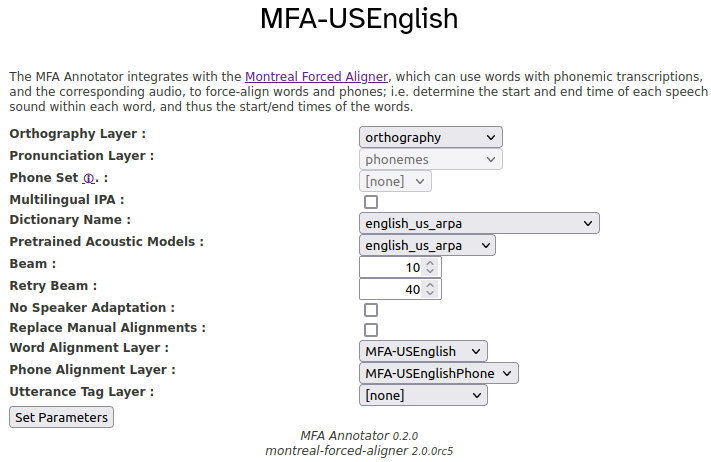 MFA-USEnglish
The MFA Annotator integrates with the Montreal Forced Aligner, which can use words with phonemic transcriptions,
and the corresponding audio, to force-align words and phones; i.e. determine the start and end time of each speech
sound within each word, and thus the start/end times of the words.
Orthography Layer : orthography
Pronunciation Layer : phonemes
Phone Set ⓘ. : [none]
Multilingual IPA :
Dictionary Name : english_us_arpa
Pretrained Acoustic Models : english_us_arpa
Beam : 10
Retry Beam : 40
No Speaker Adaptation :
Replace Manual Alignments :
Word Alignment Layer : MFA-USEnglish
Phone Alignment Layer : MFA-USEnglishPhone
Utterance Tag Layer : [none]
Set Parameters
MFA Annotator 0.2.0
montreal-forced-aligner 2.0.0rc5